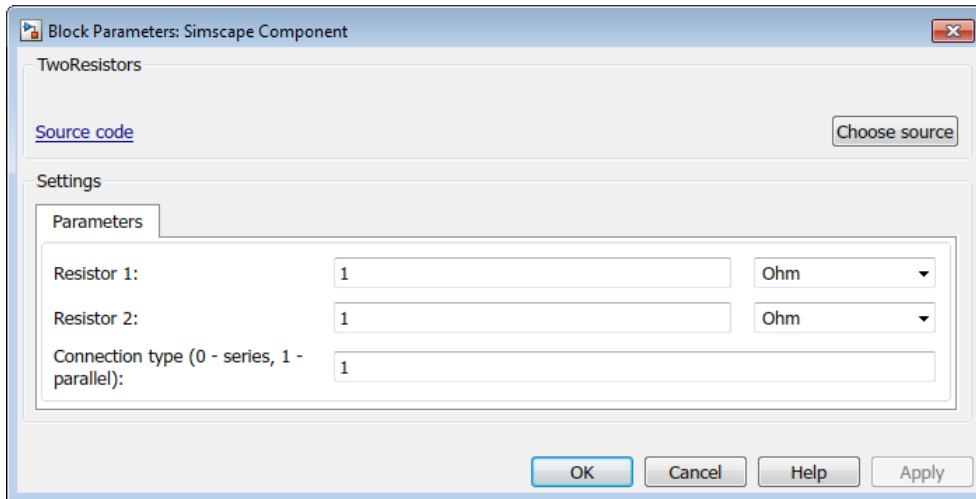 Block Parameters: Simscape Component
TwoResistors
Source code
Choose source
Settings
Parameters
Resistor 1:
1
Ohm
Resistor 2:
1
Ohm
Connection type (0 - series, 1 -
parallel):
1
OK
Cancel
Help
Apply